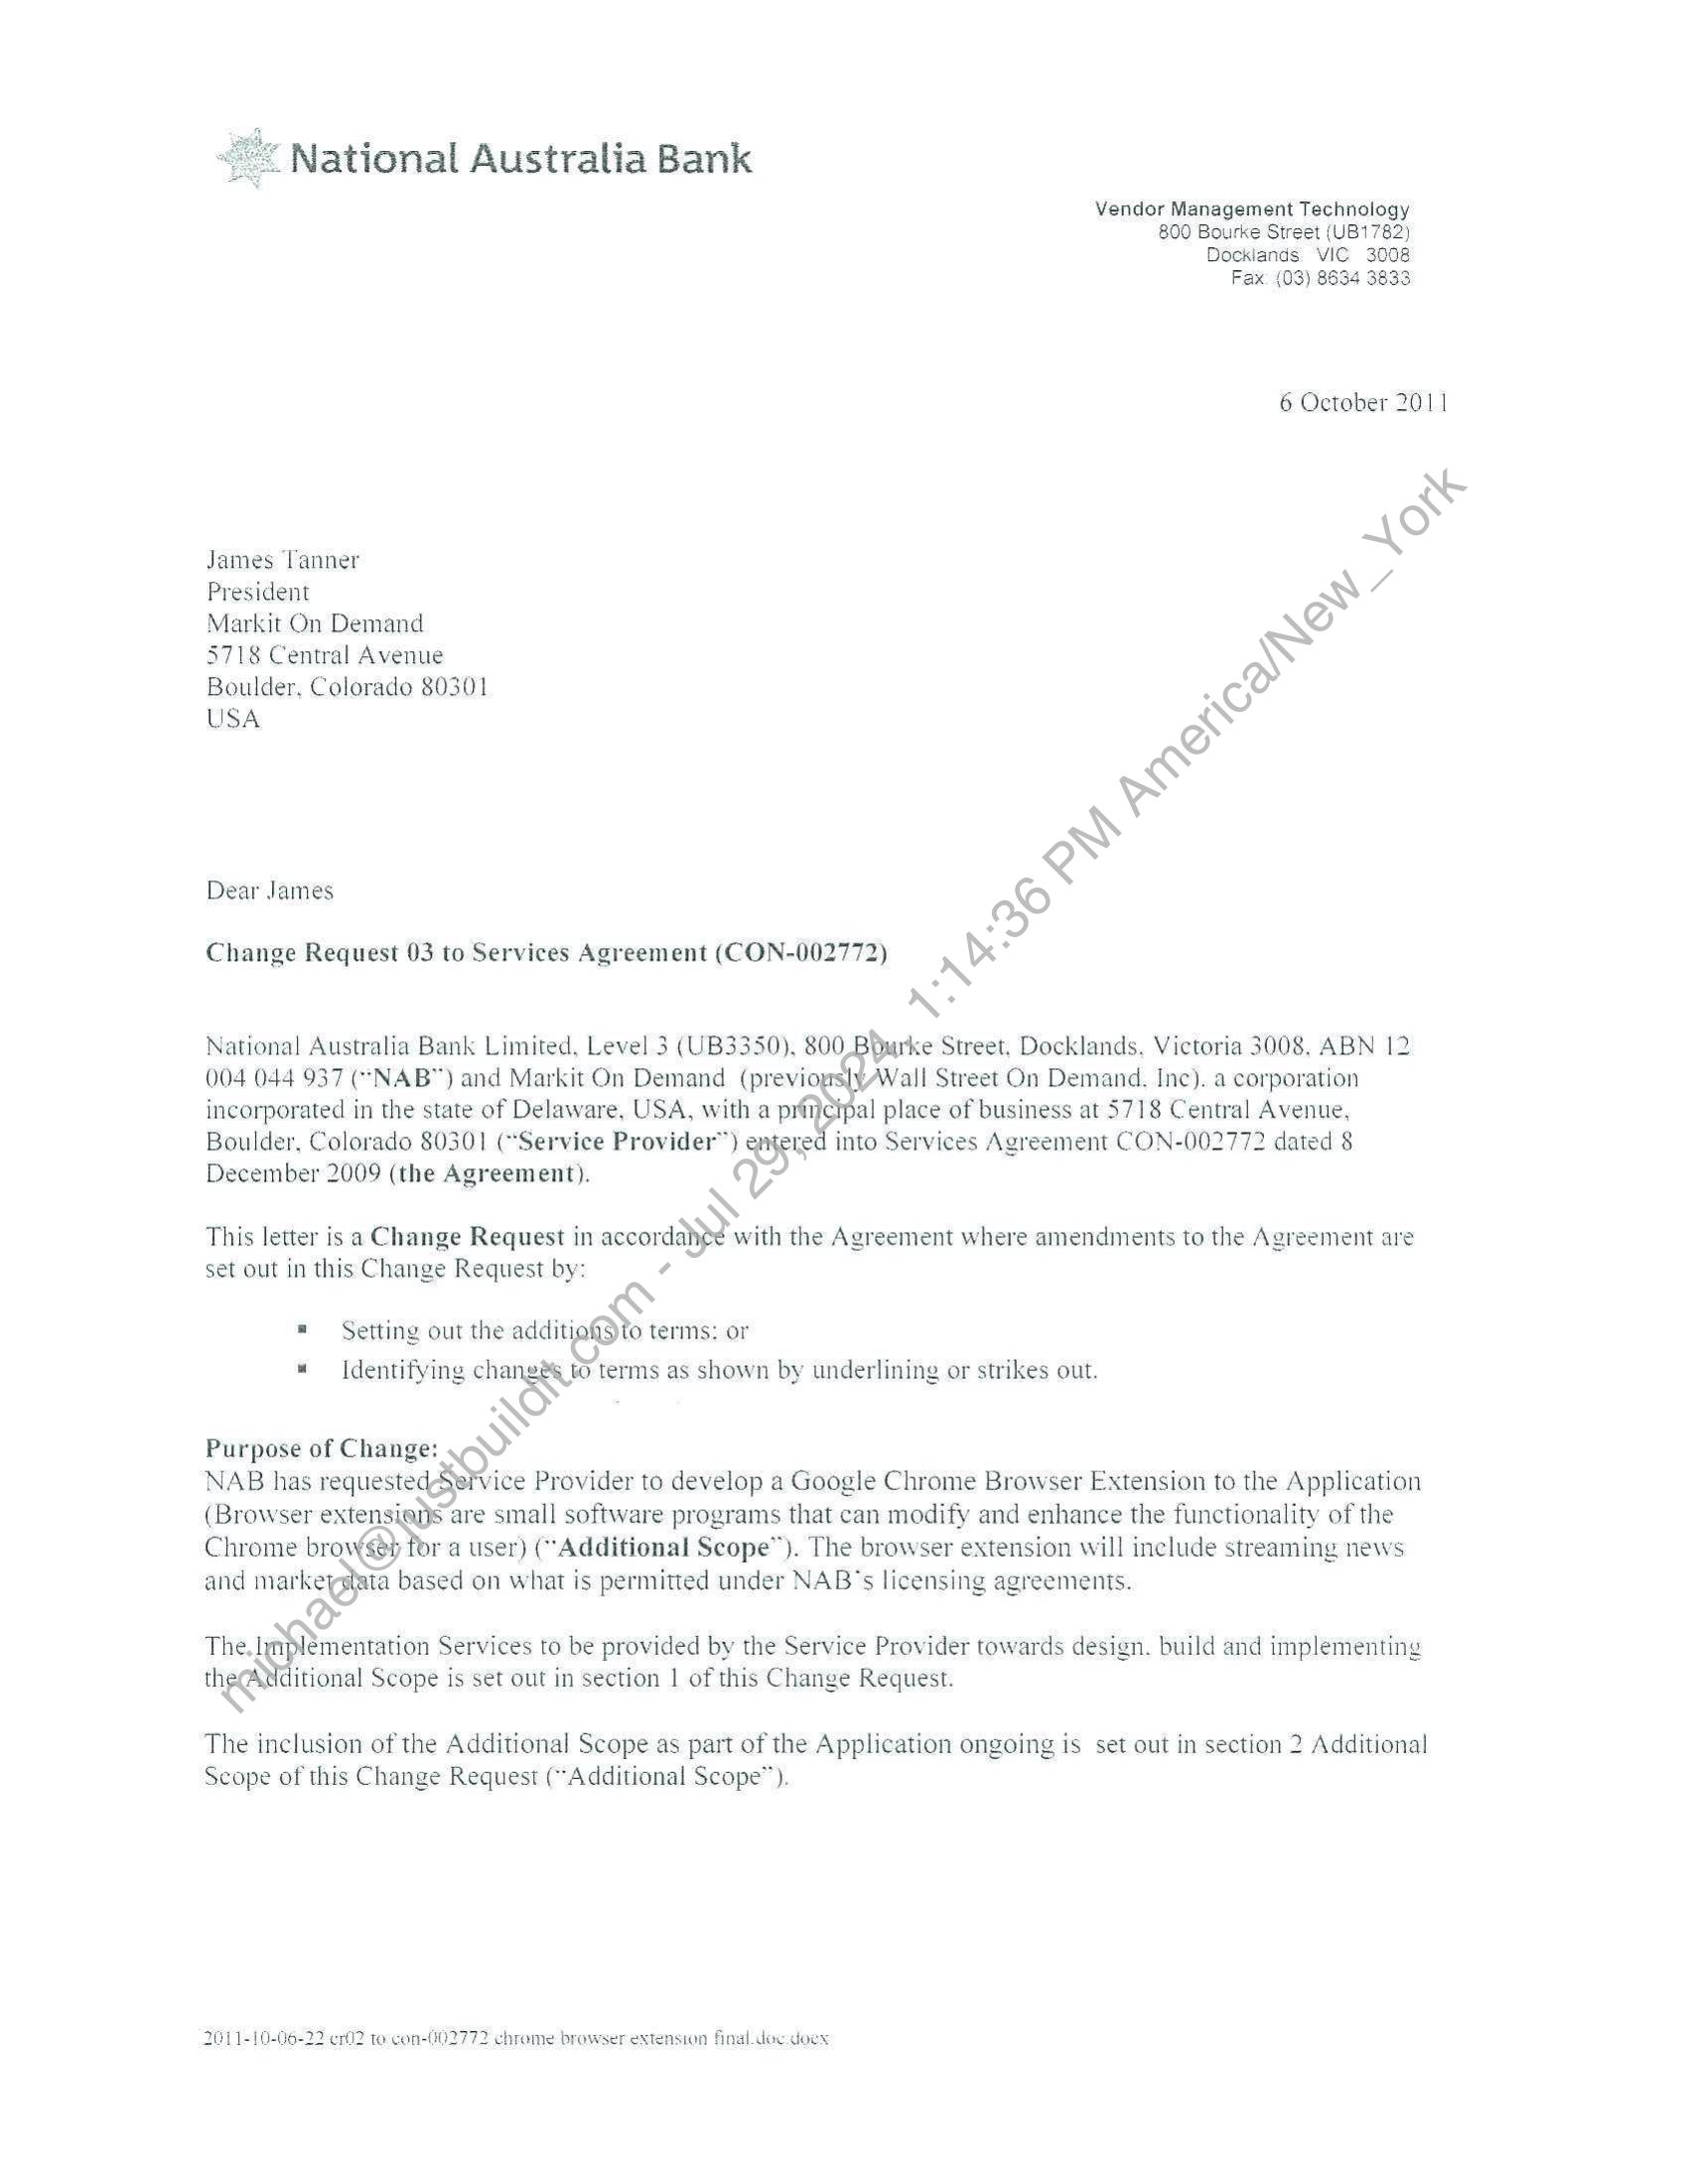 National Australia Bank
Vendor Management Technology
800 Bourke Street (UB1782)
Docklands VIC 3008
Fax: (03) 8634 3833
6 October 2011
James Tanner
President
Markit On Demand
5718 Central Avenue
Boulder, Colorado 80301
USA
Dear James
Change Request 03 to Services Agreement (CON-002772)
National Australia Bank Limited, Level 3 (UB3350), 800 Bourke Street, Docklands, Victoria 3008, ABN 12
004 044 937 ("NAB") and Markit On Demand (previously Wall Street On Demand, Inc), a corporation
incorporated in the state of Delaware, USA, with a principal place of business at 5718 Central Avenue,
Boulder, Colorado 80301 ("Service Provider") entered into Services Agreement CON-002772 dated 8
December 2009 (the Agreement).
This letter is a Change Request in accordance with the Agreement where amendments to the Agreement are
set out in this Change Request by:
▪ Setting out the additions to terms; or
▪ Identifying changes to terms as shown by underlining or strikes out.
Purpose of Change:
NAB has requested Service Provider to develop a Google Chrome Browser Extension to the Application
(Browser extensions are small software programs that can modify and enhance the functionality of the
Chrome browser for a user) ("Additional Scope"). The browser extension will include streaming news
and market data based on what is permitted under NAB's licensing agreements.
The Implementation Services to be provided by the Service Provider towards design, build and implementing
the Additional Scope is set out in section 1 of this Change Request.
The inclusion of the Additional Scope as part of the Application ongoing is set out in section 2 Additional
Scope of this Change Request ("Additional Scope").
2011-10-06-22 cr02 to con-002772 chrome browser extension final.doc.docx
michael@justbuildit.com - Jul 29, 2024, 1:14:36 PM America/New_York